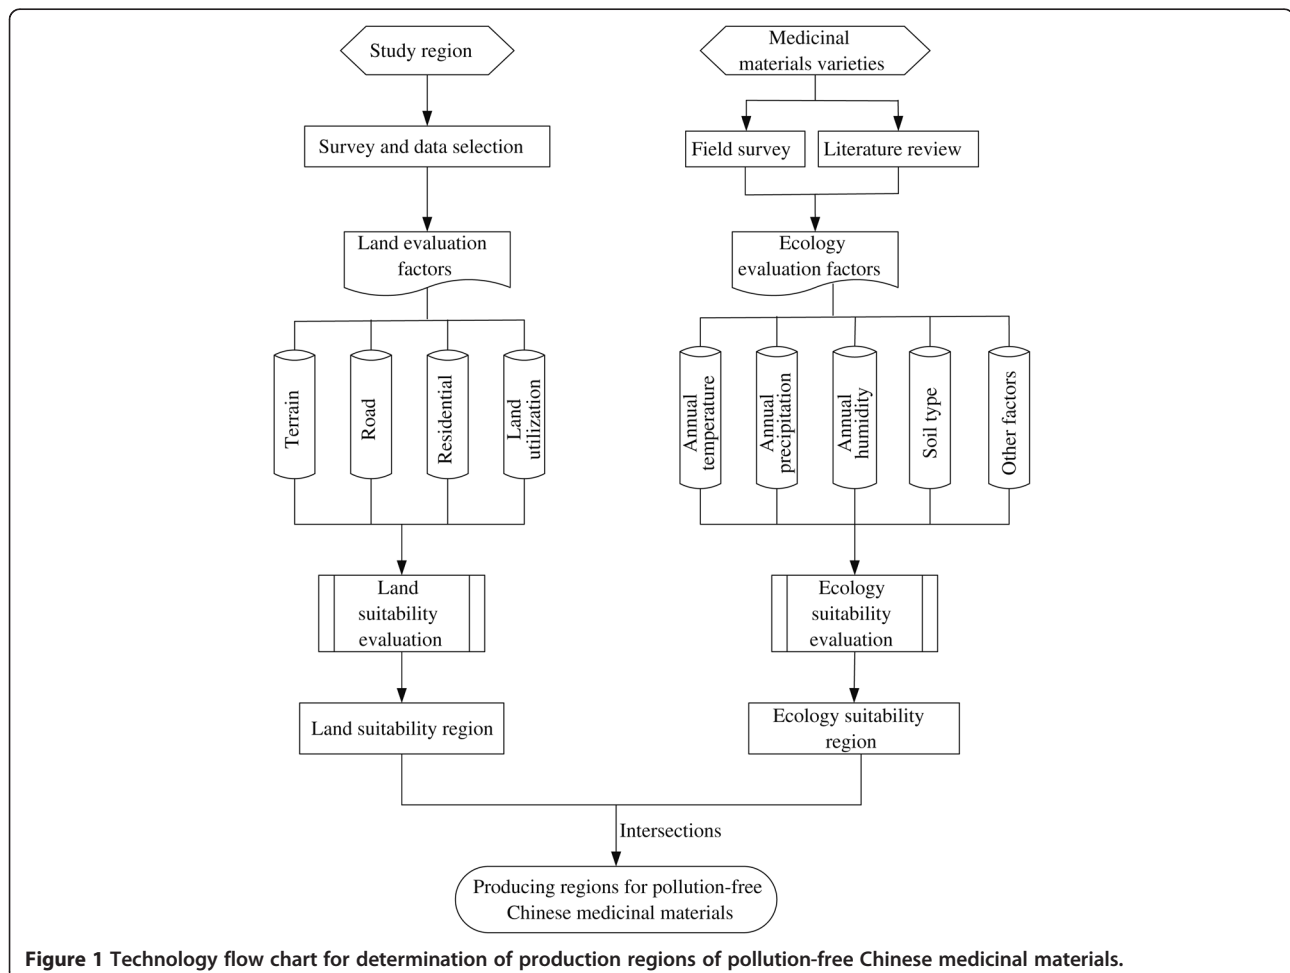 Study region
Medicinal
materials varieties
Survey and data selection
Field survey
Literature review
Land evaluation
factors
Ecology
evaluation factors
Terrain
Road
Residential
Land
utilization
Annual
temperature
Annual
precipitation
Annual
humidity
Soil type
Other factors
Land
suitability
evaluation
Ecology
suitability
evaluation
Land suitability region
Ecology suitability
region
Intersections
Producing regions for pollution-free
Chinese medicinal materials
Figure 1 Technology flow chart for determination of production regions of pollution-free Chinese medicinal materials.